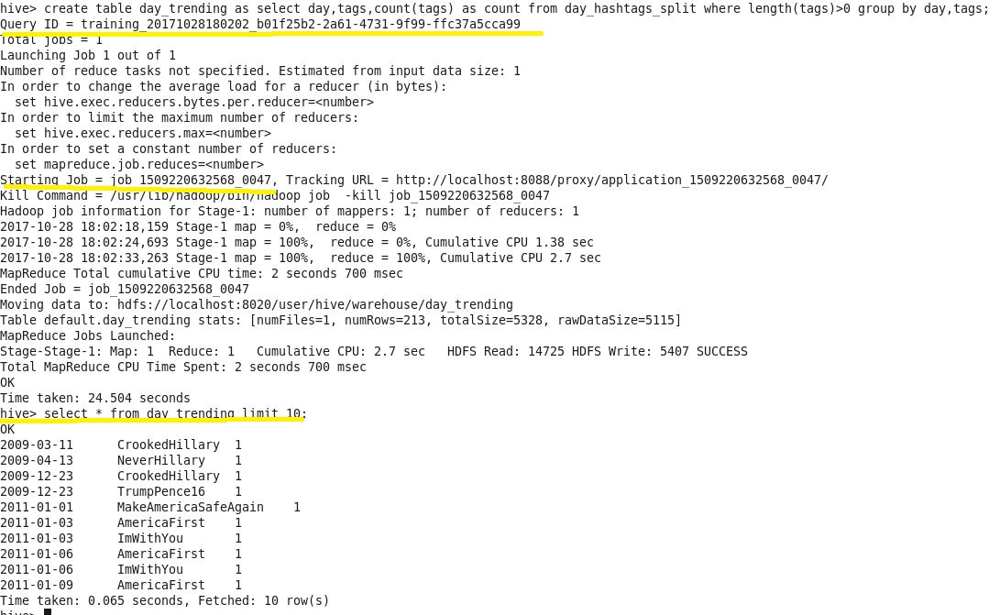 hive> create table day_trending as select day,tags,count(tags) as count from day_hashtags_split where length(tags)>0 group by day,tags;
Query ID = training_20171028180202_b01f25b2-2a61-4731-9f99-ffc37a5cca99
Total jobs = 1
Launching Job 1 out of 1
Number of reduce tasks not specified. Estimated from input data size: 1
In order to change the average load for a reducer (in bytes):
  set hive.exec.reducers.bytes.per.reducer=<number>
In order to limit the maximum number of reducers:
  set hive.exec.reducers.max=<number>
In order to set a constant number of reducers:
  set mapreduce.job.reduces=<number>
Starting Job = job_1509220632568_0047, Tracking URL = http://localhost:8088/proxy/application_1509220632568_0047/
Kill Command = /usr/lib/hadoop/bin/hadoop job  -kill job_1509220632568_0047
Hadoop job information for Stage-1: number of mappers: 1; number of reducers: 1
2017-10-28 18:02:18,159 Stage-1 map = 0%,  reduce = 0%
2017-10-28 18:02:24,693 Stage-1 map = 100%,  reduce = 0%, Cumulative CPU 1.38 sec
2017-10-28 18:02:33,263 Stage-1 map = 100%,  reduce = 100%, Cumulative CPU 2.7 sec
MapReduce Total cumulative CPU time: 2 seconds 700 msec
Ended Job = job_1509220632568_0047
Moving data to: hdfs://localhost:8020/user/hive/warehouse/day_trending
Table default.day_trending stats: [numFiles=1, numRows=213, totalSize=5328, rawDataSize=5115]
MapReduce Jobs Launched:
Stage-Stage-1: Map: 1  Reduce: 1   Cumulative CPU: 2.7 sec   HDFS Read: 14725 HDFS Write: 5407 SUCCESS
Total MapReduce CPU Time Spent: 2 seconds 700 msec
OK
Time taken: 24.504 seconds
hive> select * from day_trending limit 10;
OK
2009-03-11      CrookedHillary  1
2009-04-13      NeverHillary    1
2009-12-23      CrookedHillary  1
2009-12-23      TrumpPence16    1
2011-01-01      MakeAmericaSafeAgain    1
2011-01-03      AmericaFirst    1
2011-01-03      ImWithYou       1
2011-01-06      AmericaFirst    1
2011-01-06      ImWithYou       1
2011-01-09      AmericaFirst    1
Time taken: 0.065 seconds, Fetched: 10 row(s)
hive>